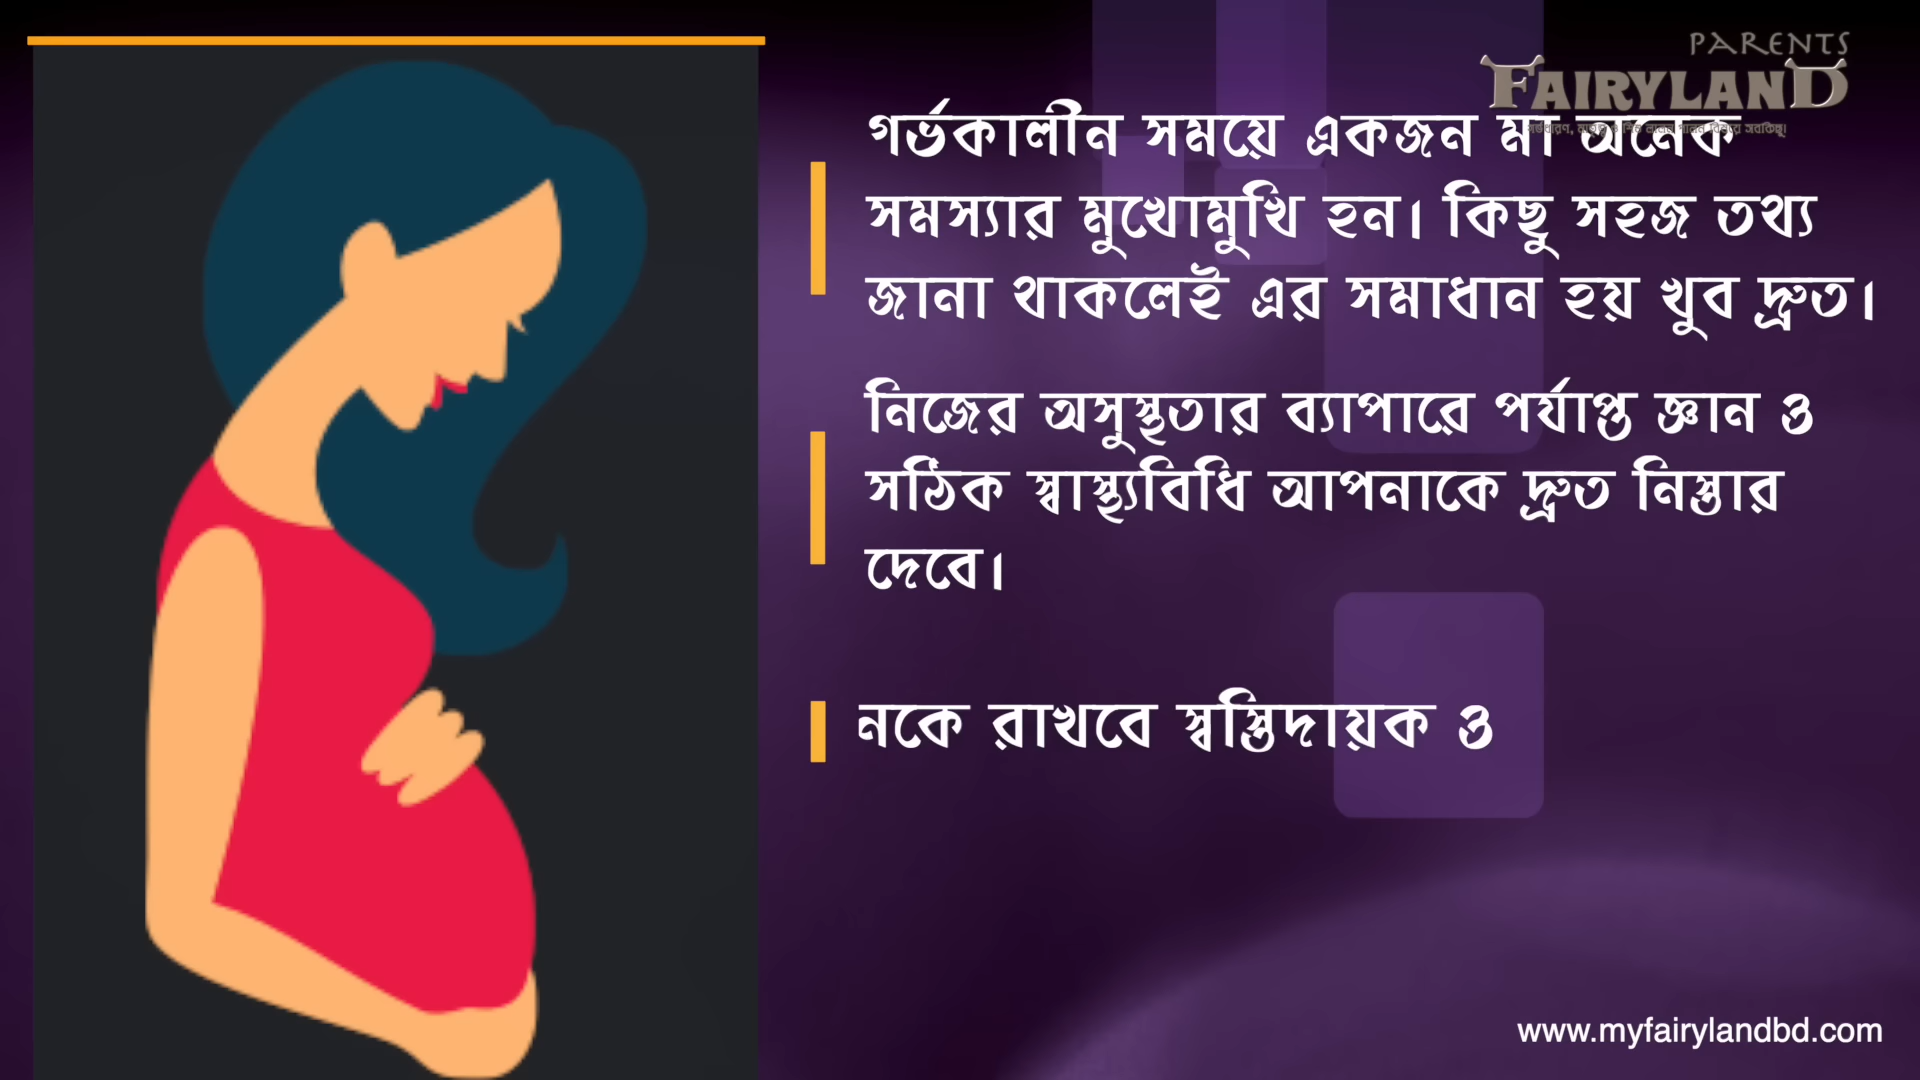 PARENTS
FAIRYLAND
গর্ভকালীন সময়ে একজন মা অনেক
সমস্যার মুখোমুখি হন। কিছু সহজ তথ্য
জানা থাকলেই এর সমাধান হয় খুব দ্রুত।
নিজের অসুস্থতার ব্যাপারে পর্যাপ্ত জ্ঞান ও
সঠিক স্বাস্থ্যবিধি আপনাকে দ্রুত নিস্তার
দেবে।
নকে রাখবে স্বস্তিদায়ক ও
www.myfairylandbd.com